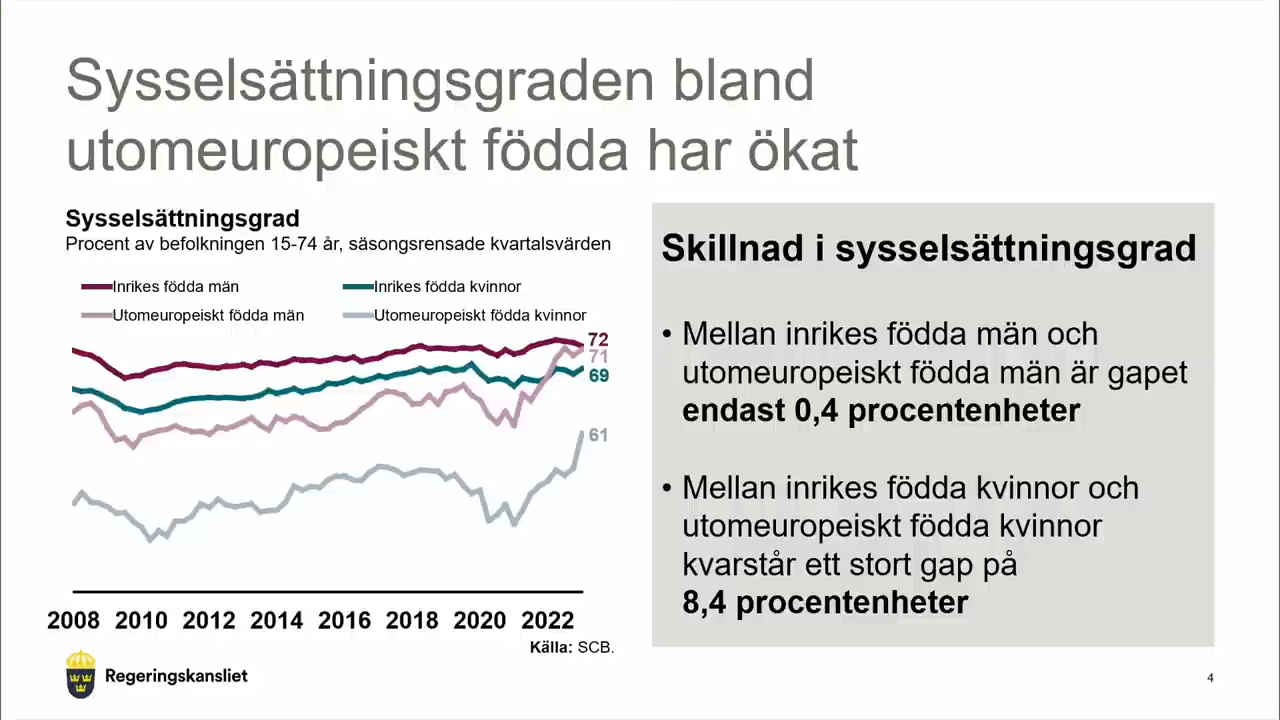 Sysselsättningsgraden bland
utomeuropeiskt födda har ökat
Sysselsättningsgrad
Procent av befolkningen 15-74 år, säsongsrensade kvartalsvärden
Inrikes födda män
Inrikes födda kvinnor
Utomeuropeiskt födda män
Utomeuropeiskt födda kvinnor
72
71
69
61
2008 2010 2012 2014 2016 2018 2020 2022
Källa: SCB.
Skillnad i sysselsättningsgrad
• Mellan inrikes födda män och
utomeuropeiskt födda män är gapet
endast 0,4 procentenheter
• Mellan inrikes födda kvinnor och
utomeuropeiskt födda kvinnor
kvarstår ett stort gap på
8,4 procentenheter
Regeringskansliet
4